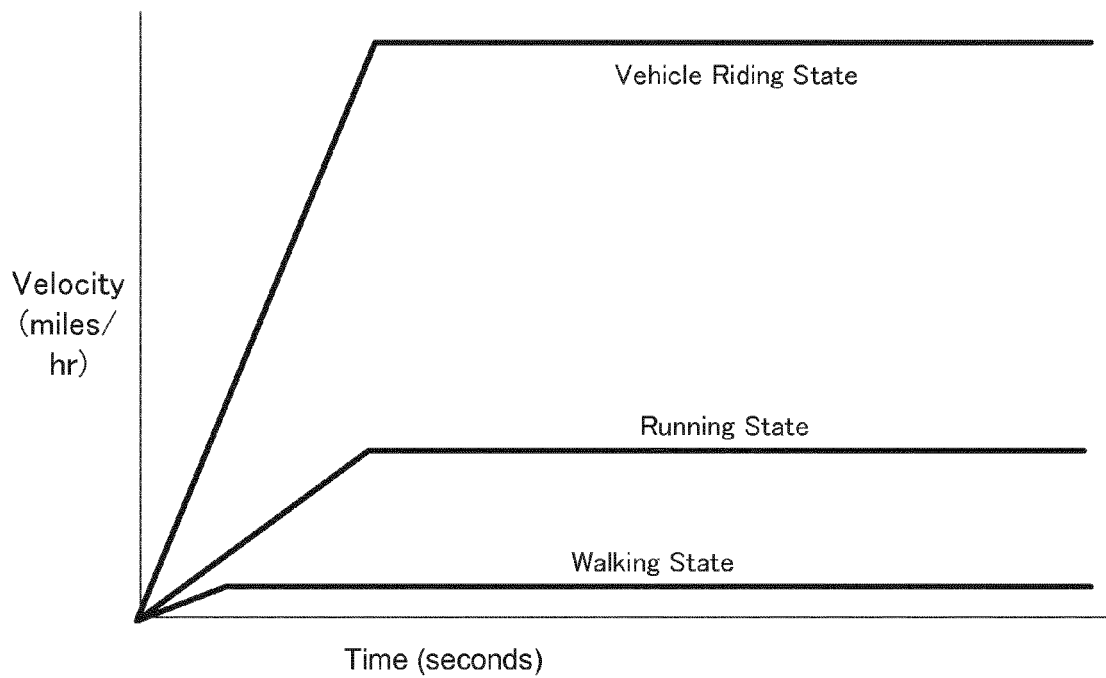 Vehicle Riding State
Velocity
(miles/
hr)
Running State
Walking State
Time (seconds)